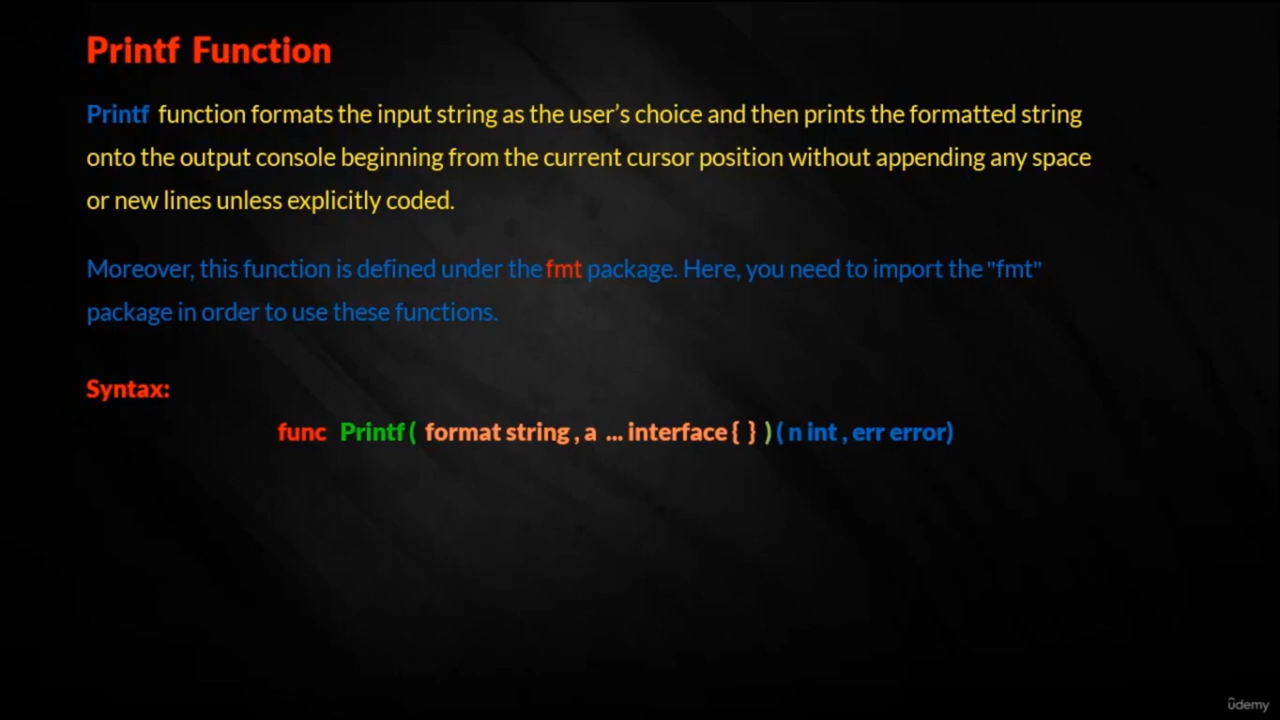 Printf Function
Printf function formats the input string as the user’s choice and then prints the formatted string
onto the output console beginning from the current cursor position without appending any space
or new lines unless explicitly coded.
Moreover, this function is defined under the fmt package. Here, you need to import the "fmt"
package in order to use these functions.
Syntax:
func Printf ( format string , a ... interface { } ) ( n int , err error)
ûdemy